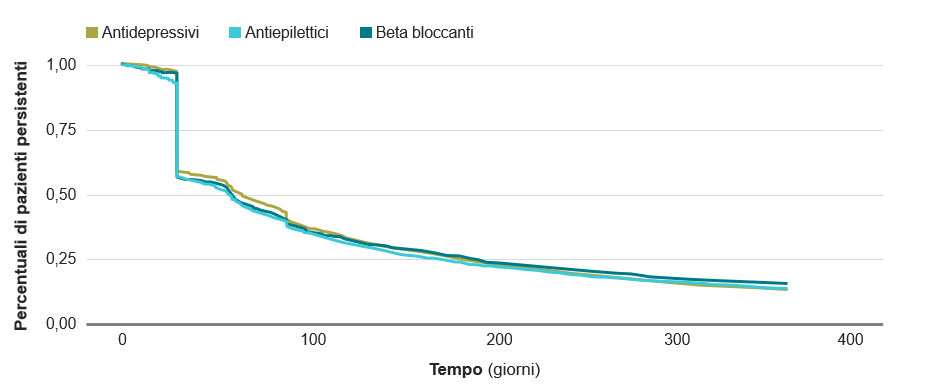 Antidepressivi Antiepilettici Beta bloccanti
Percentuali di pazienti persistenti
1,00
0,75
0,50
0,25
0,00
0 100 200 300 400
Tempo (giorni)